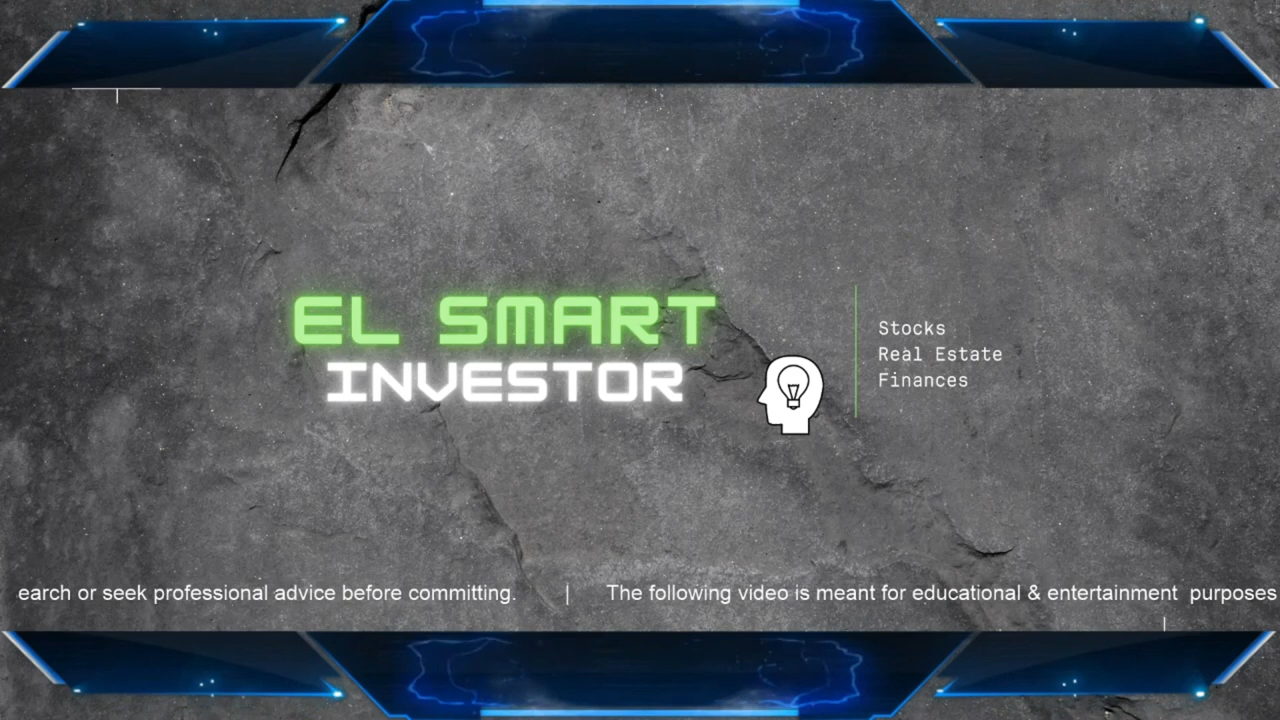 EL SMART
INVESTOR
Stocks
Real Estate
Finances
earch or seek professional advice before committing. | The following video is meant for educational & entertainment purposes